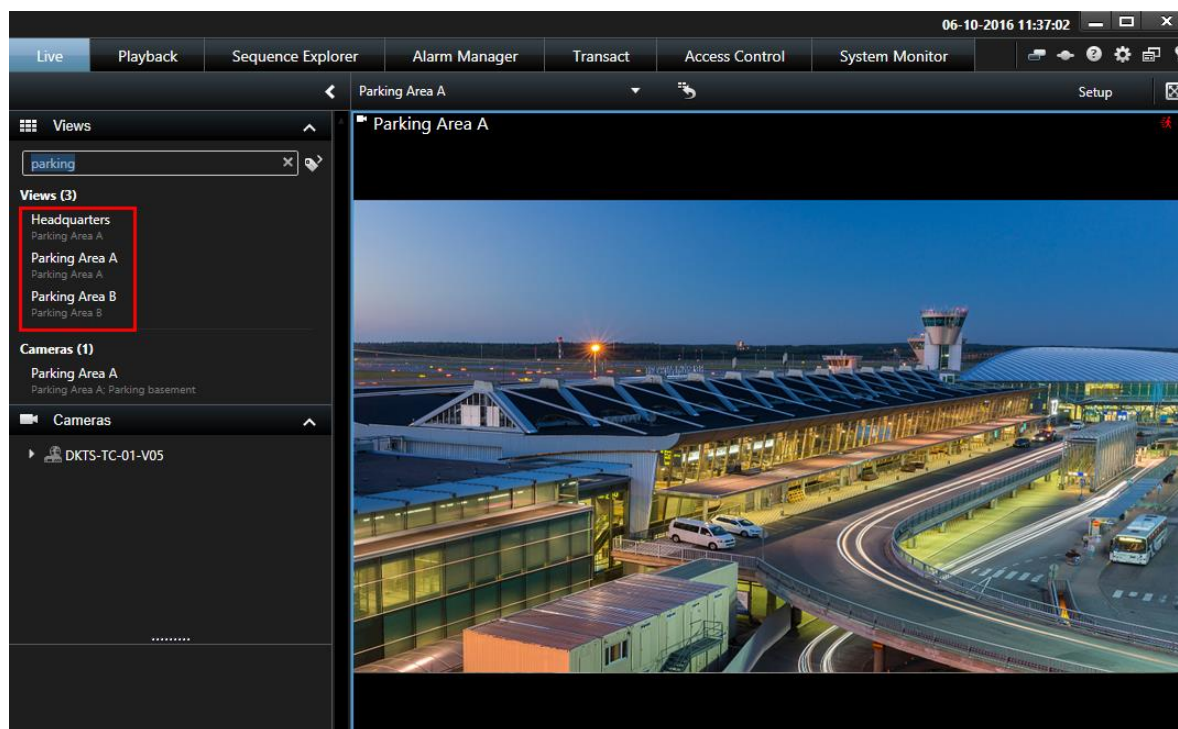 06-10-2016 11:37:02
Live Playback Sequence Explorer Alarm Manager Transact Access Control System Monitor
Parking Area A Setup
Views
Parking Area A
parking
Views (3)
Headquarters
Parking Area A
Parking Area A
Parking Area A
Parking Area B
Parking Area B
Cameras (1)
Parking Area A
Parking Area A; Parking basement
Cameras
DKTS-TC-01-V05